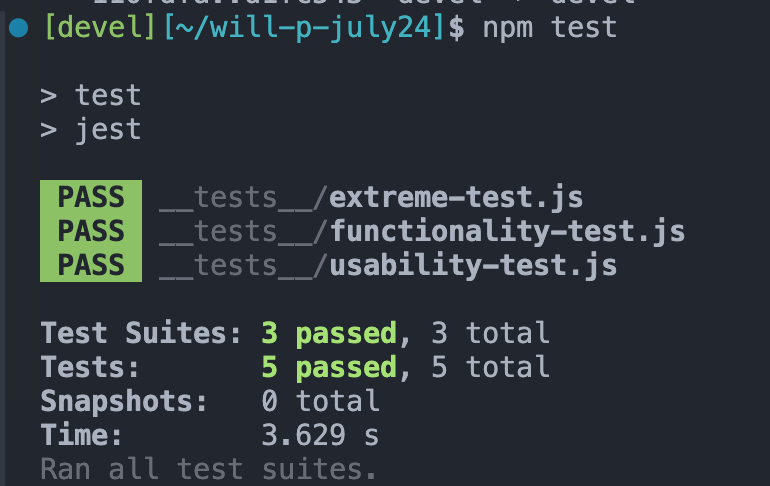 [devel][~/will-p-july24]$ npm test
> test
> jest
PASS __tests__/extreme-test.js
PASS __tests__/functionality-test.js
PASS __tests__/usability-test.js
Test Suites: 3 passed, 3 total
Tests: 5 passed, 5 total
Snapshots: 0 total
Time: 3.629 s
Ran all test suites.